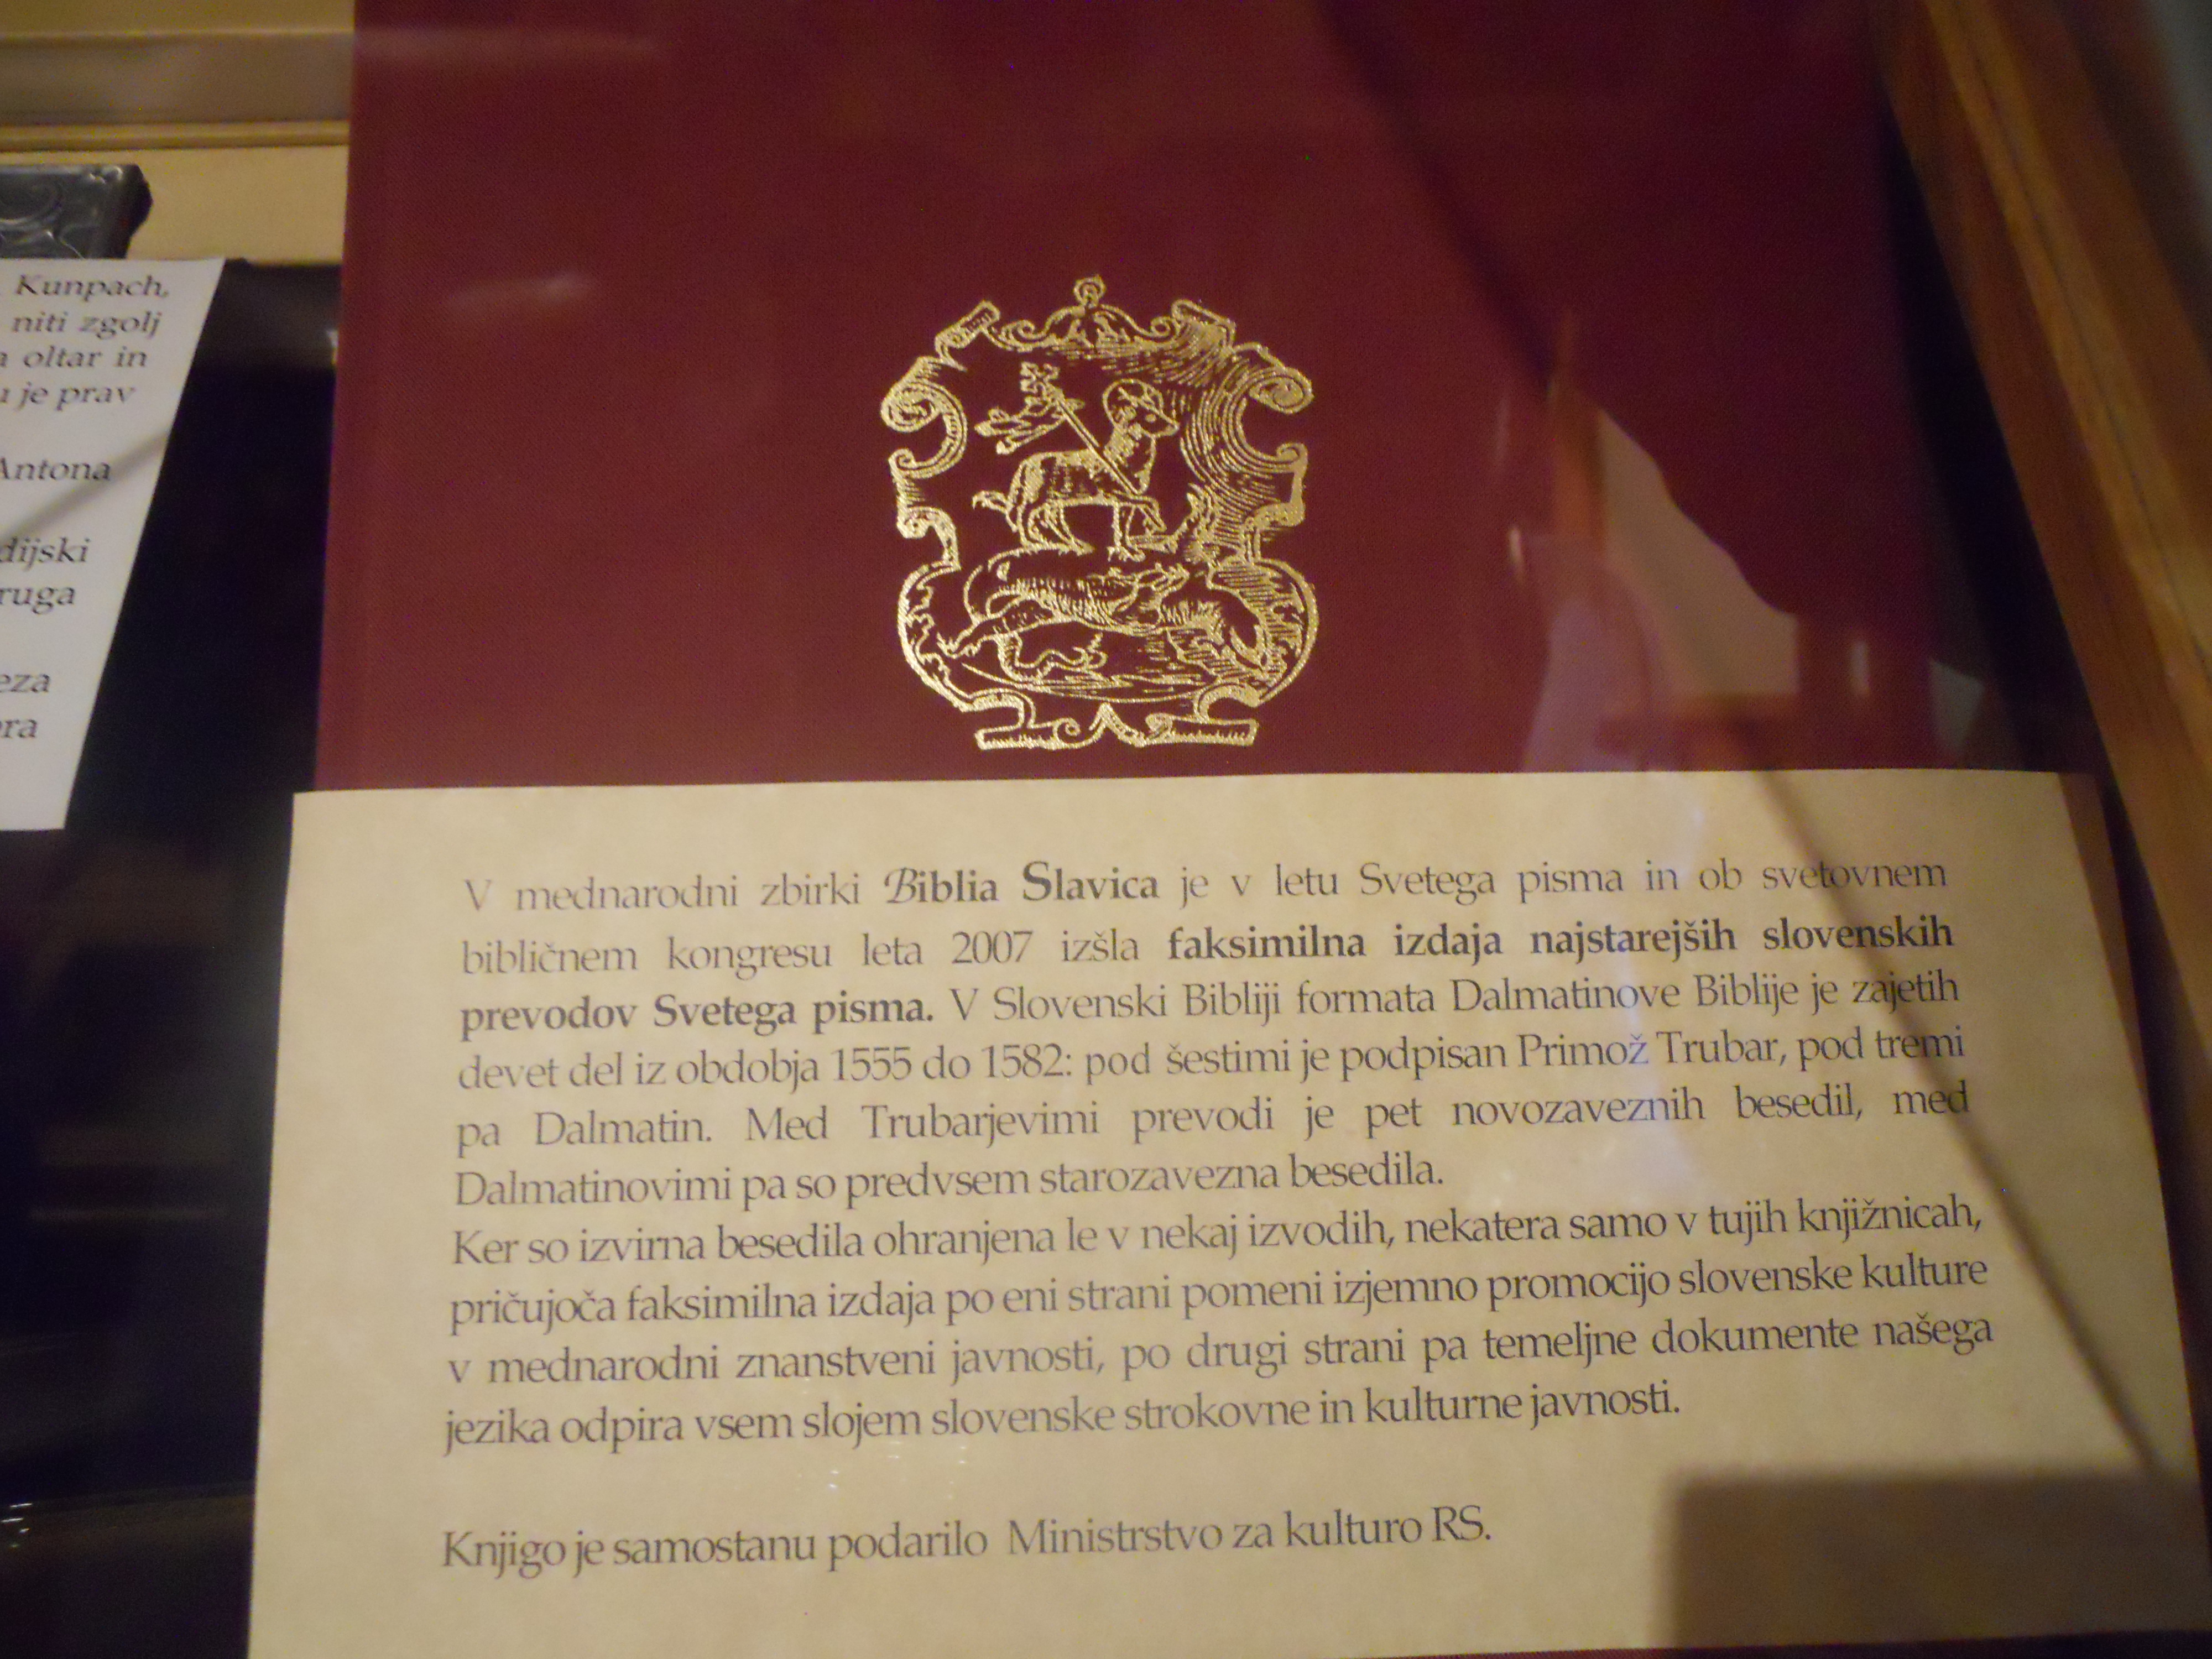 Kunpach,
niti zgolj
oltar in
je prav
Antona
dijski
ruga
eza
ra
V mednarodni zbirki Biblia Slavica je v letu Svetega pisma in ob svetovnem
bibličnem kongresu leta 2007 izšla faksimilna izdaja najstarejših slovenskih
prevodov Svetega pisma. V Slovenski Bibliji formata Dalmatinove Biblije je zajetih
devet del iz obdobja 1555 do 1582: pod šestimi je podpisan Primož Trubar, pod tremi
pa Dalmatin. Med Trubarjevimi prevodi je pet novozaveznih besedil, med
Dalmatinovimi pa so predvsem starozavezna besedila.
Ker so izvirna besedila ohranjena le v nekaj izvodih, nekatera samo v tujih knjižnicah,
pričujoča faksimilna izdaja po eni strani pomeni izjemno promocijo slovenske kulture
v mednarodni znanstveni javnosti, po drugi strani pa temeljne dokumente našega
jezika odpira vsem slojem slovenske strokovne in kulturne javnosti.
Knjigo je samostanu podarilo Ministrstvo za kulturo RS.